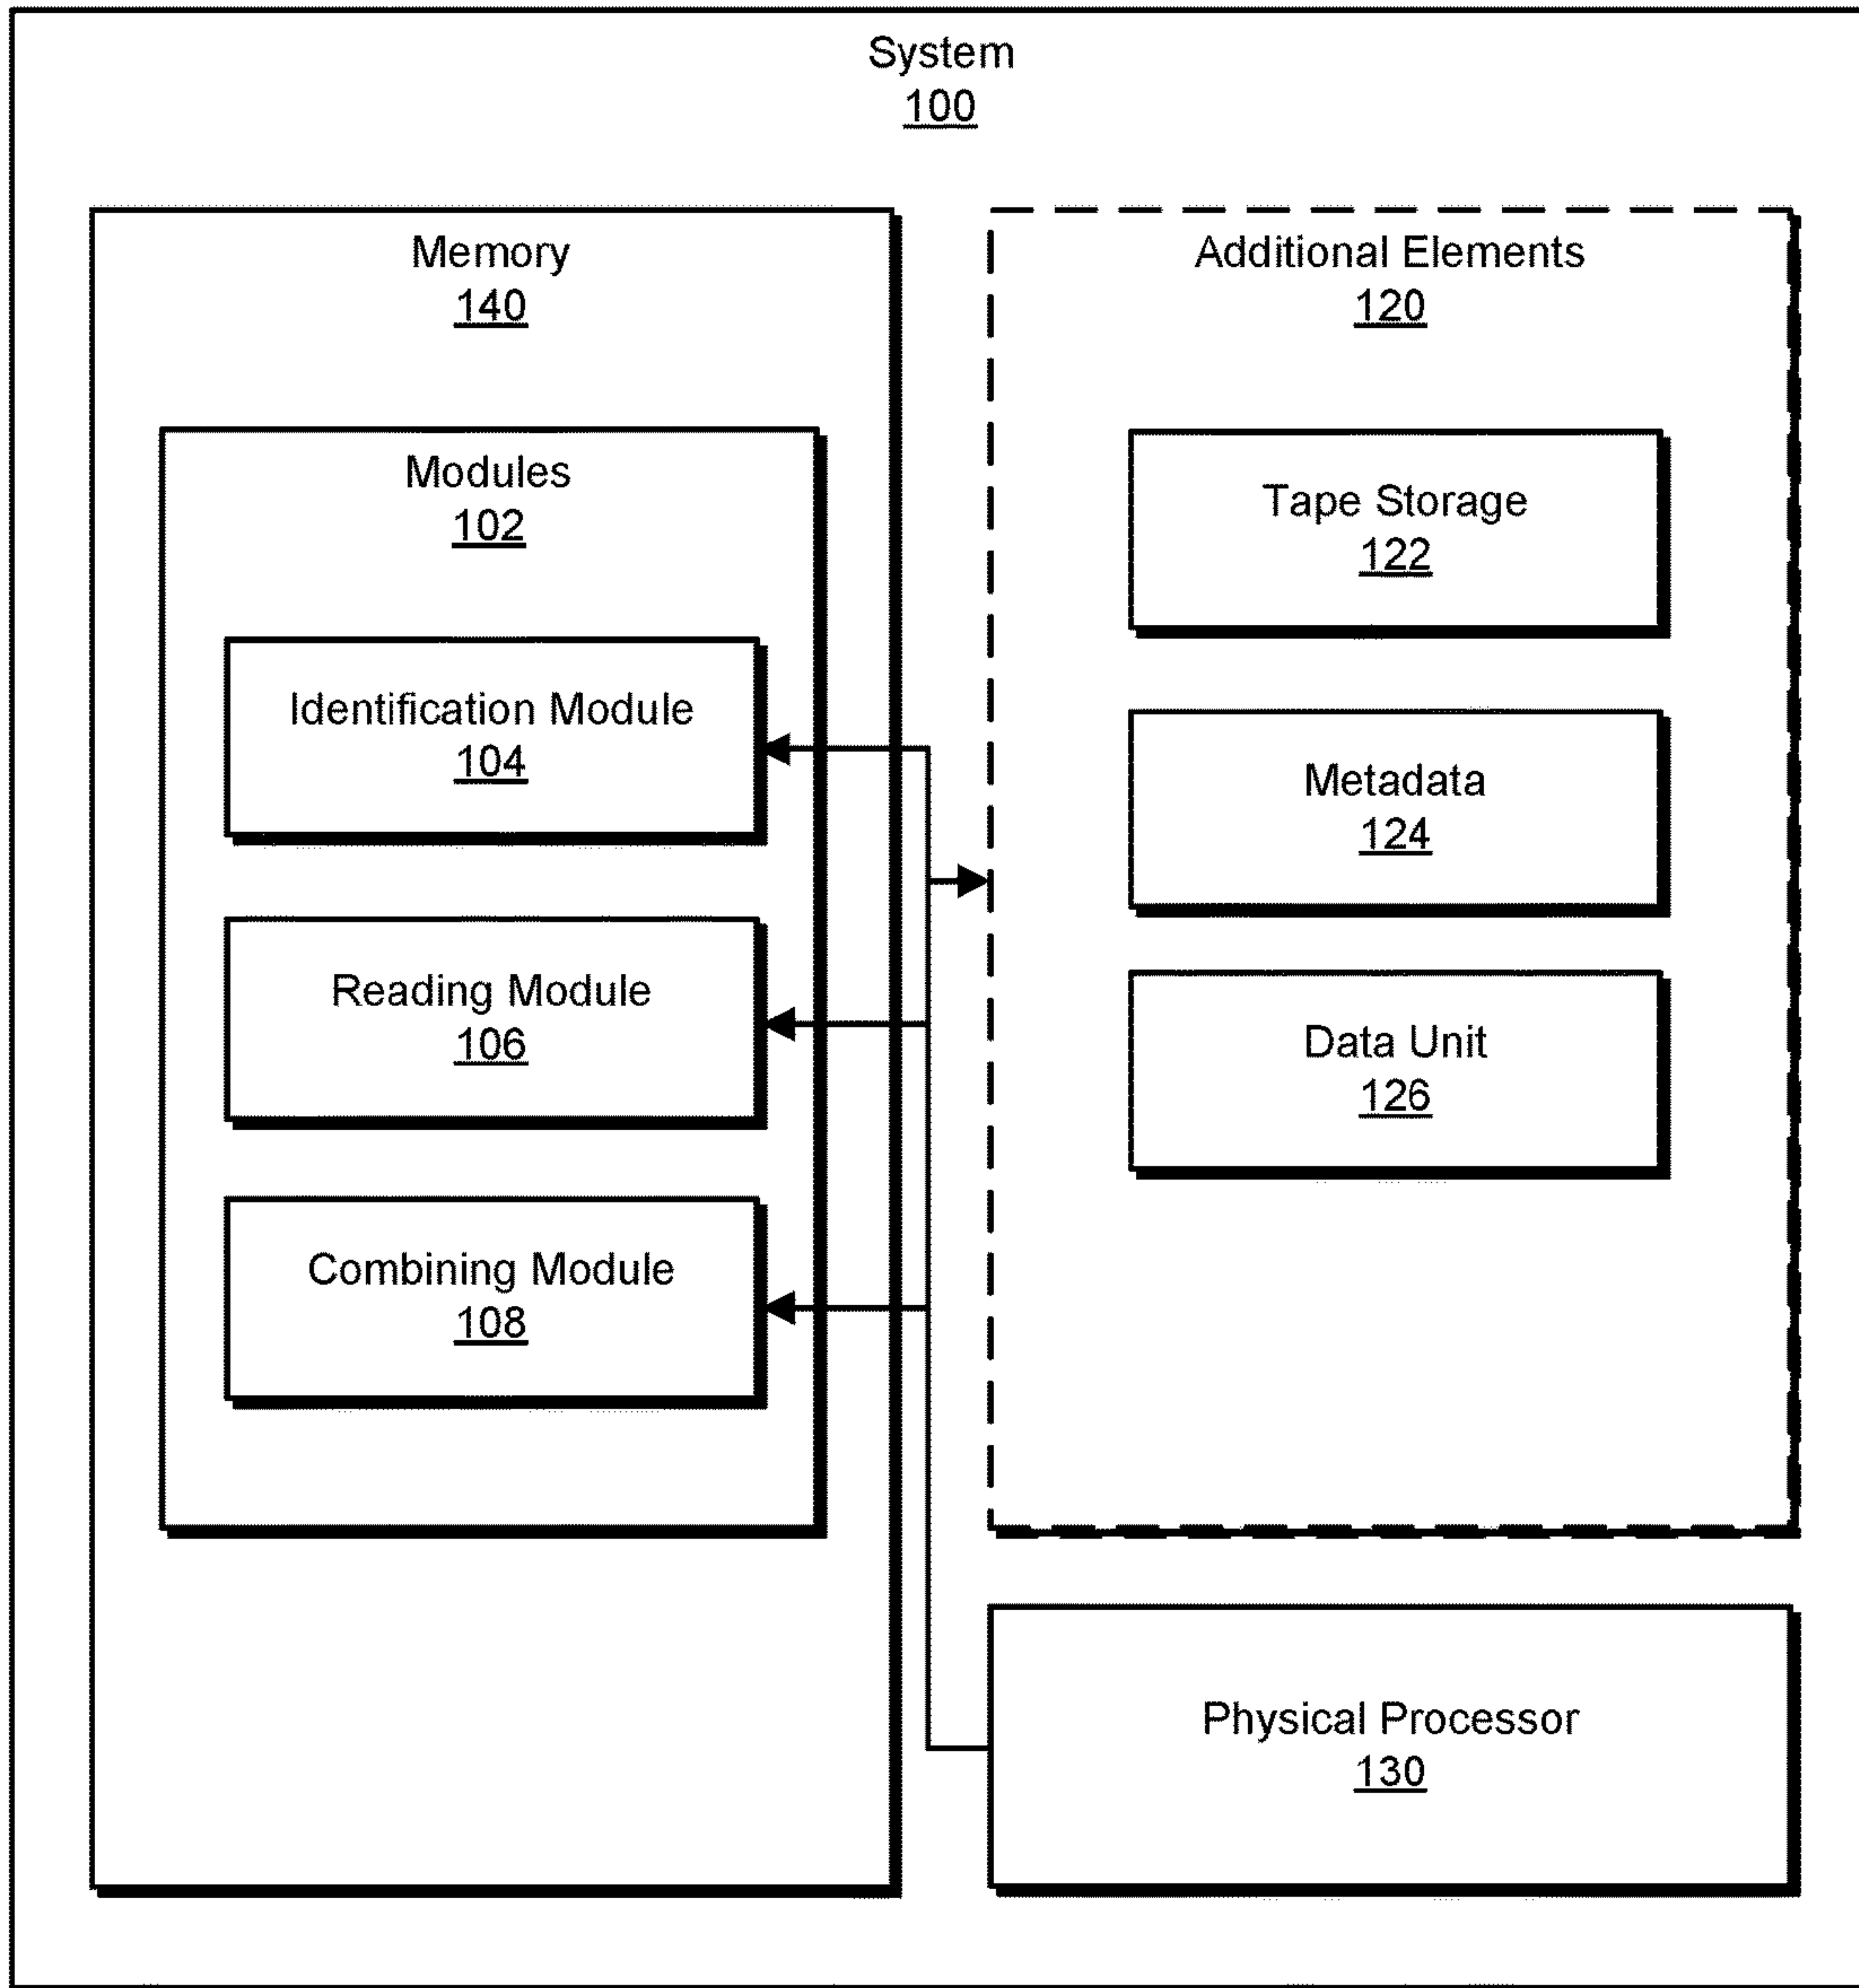 System
100
Memory
140
Modules
102
Identification Module
104
Reading Module
106
Combining Module
108
Additional Elements
120
Tape Storage
122
Metadata
124
Data Unit
126
Physical Processor
130